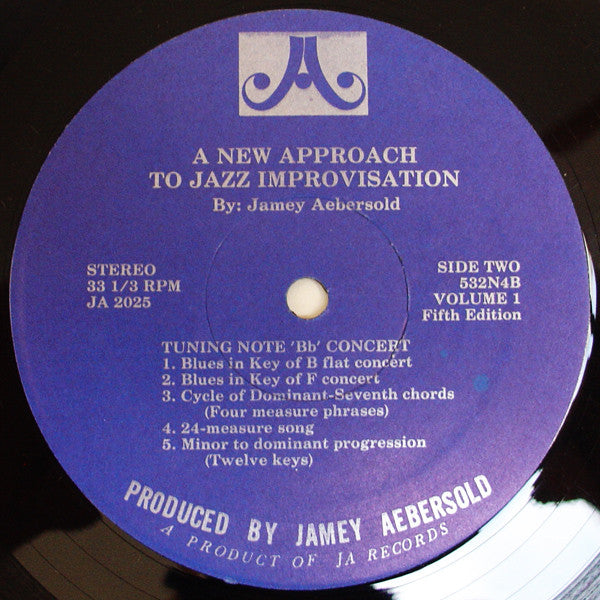 A NEW APPROACH
TO JAZZ IMPROVISATION
By: Jamey Aebersold
STEREO
33 1/3 RPM
JA 2025
SIDE TWO
532N4B
VOLUME 1
Fifth Edition
TUNING NOTE 'Bb' CONCERT
1. Blues in Key of B flat concert
2. Blues in Key of F concert
3. Cycle of Dominant-Seventh chords
(Four measure phrases)
4. 24-measure song
5. Minor to dominant progression
(Twelve keys)
PRODUCED BY JAMEY AEBERSOLD
A PRODUCT OF JA RECORDS